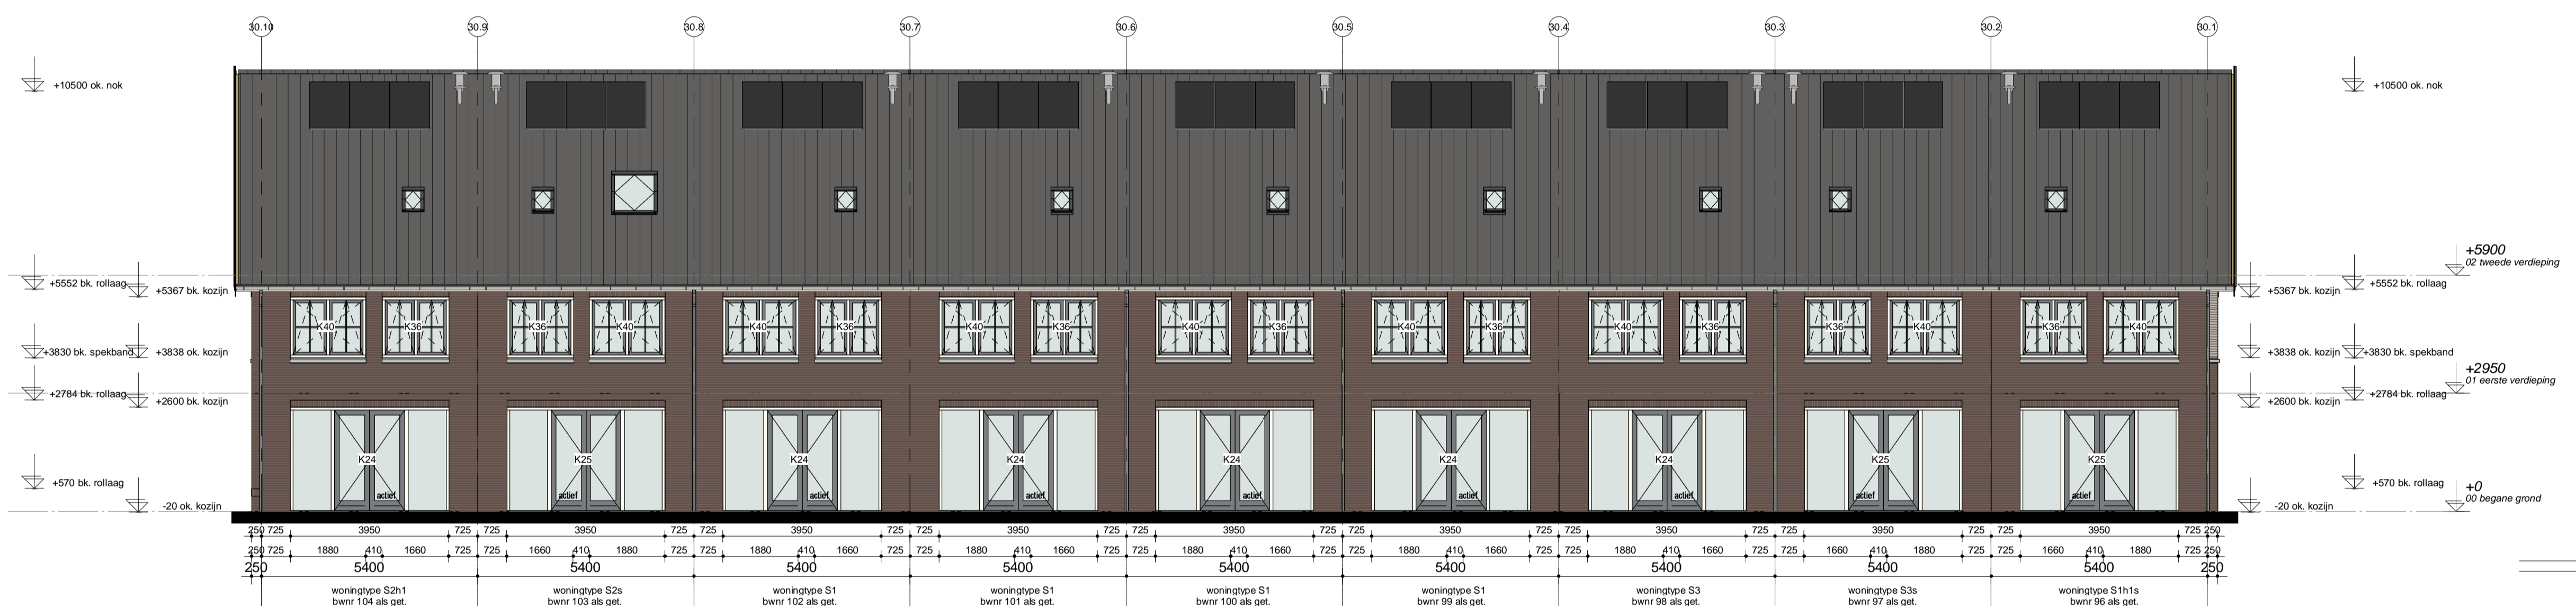 30.10 30.9 30.8 30.7 30.6 30.5 30.4 30.3 30.2 30.1
+10500 ok. nok +10500 ok. nok
+5900
02 tweede verdieping
+5552 bk. rollaag +5552 bk. rollaag
+5367 bk. kozijn +5367 bk. kozijn
K40 K36 K36 K40 K40 K36 K40 K36 K40 K36 K40 K36 K40 K36 K36 K40 K36 K40
+3830 bk. spekband +3838 ok. kozijn +3838 ok. kozijn +3830 bk. spekband
+2950
01 eerste verdieping
+2784 bk. rollaag +2784 bk. rollaag
+2600 bk. kozijn +2600 bk. kozijn
K24 K25 K24 K24 K24 K24 K24 K25 K25
+570 bk. rollaag +570 bk. rollaag
+0
00 begane grond
actief actief actief actief actief actief actief actief actief
-20 ok. kozijn -20 ok. kozijn
250 725 3950 725 725 3950 725 725 3950 725 725 3950 725 725 3950 725 725 3950 725 725 3950 725 725 3950 725 725 3950 725 250
250 725 1880 410 1660 725 725 1660 410 1880 725 725 1880 410 1660 725 725 1880 410 1660 725 725 1880 410 1660 725 725 1880 410 1660 725 725 1880 410 1660 725 725 1660 410 1880 725 725 1660 410 1880 725 250
250 5400 5400 5400 5400 5400 5400 5400 5400 5400 250
woningtype S2h1 woningtype S2s woningtype S1 woningtype S1 woningtype S1 woningtype S1 woningtype S3 woningtype S3s woningtype S1h1s
bwnr 104 als get. bwnr 103 als get. bwnr 102 als get. bwnr 101 als get. bwnr 100 als get. bwnr 99 als get. bwnr 98 als get. bwnr 97 als get. bwnr 96 als get.